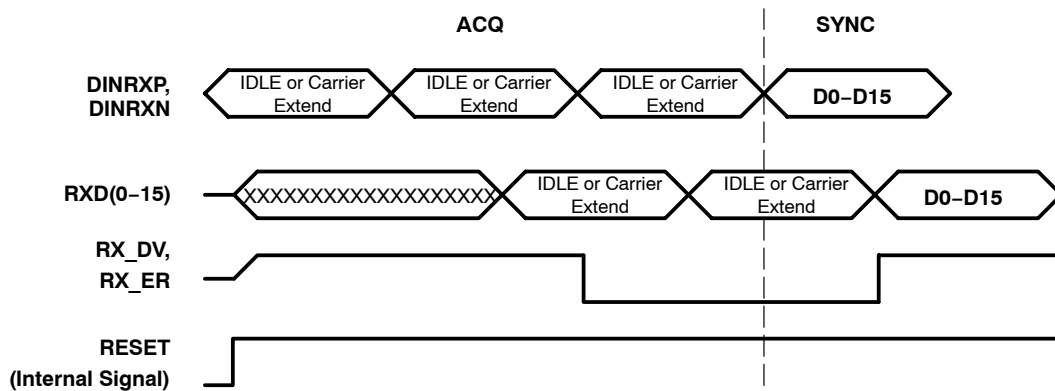 ACQ SYNC
DINRXP,
DINRXN
IDLE or Carrier
Extend
IDLE or Carrier
Extend
IDLE or Carrier
Extend
D0–D15
RXD(0–15)
XXXXXXXXXXXXXXXXXXX
IDLE or Carrier
Extend
IDLE or Carrier
Extend
D0–D15
RX_DV,
RX_ER
RESET
(Internal Signal)